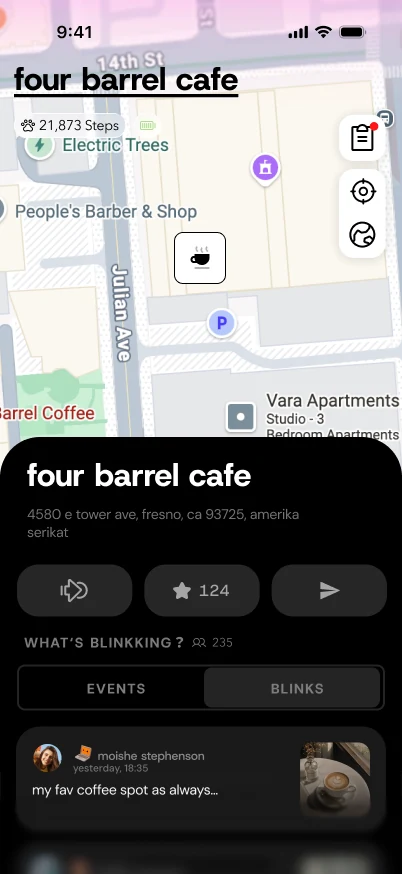 9:41
14th St
four barrel cafe
21,873 Steps
Electric Trees
People's Barber & Shop
Julian Ave
P
Vara Apartments
Studio - 3
Bedroom Apartments
Barrel Coffee
four barrel cafe
4580 e tower ave, fresno, ca 93725, amerika
serikat
124
WHAT'S BLINKKING ? 235
EVENTS BLINKS
moishe stephenson
yesterday, 18:35
my fav coffee spot as always...